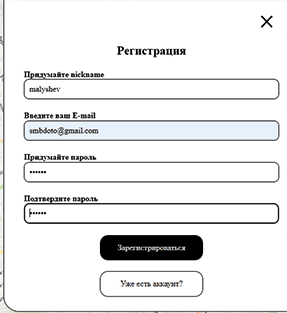 Регистрация
Придумайте nickname
malyshev
Введите ваш E-mail
smbdoto@gmail.com
Придумайте пароль
••••••
Подтвердите пароль
••••••
Зарегистрироваться
Уже есть аккаунт?